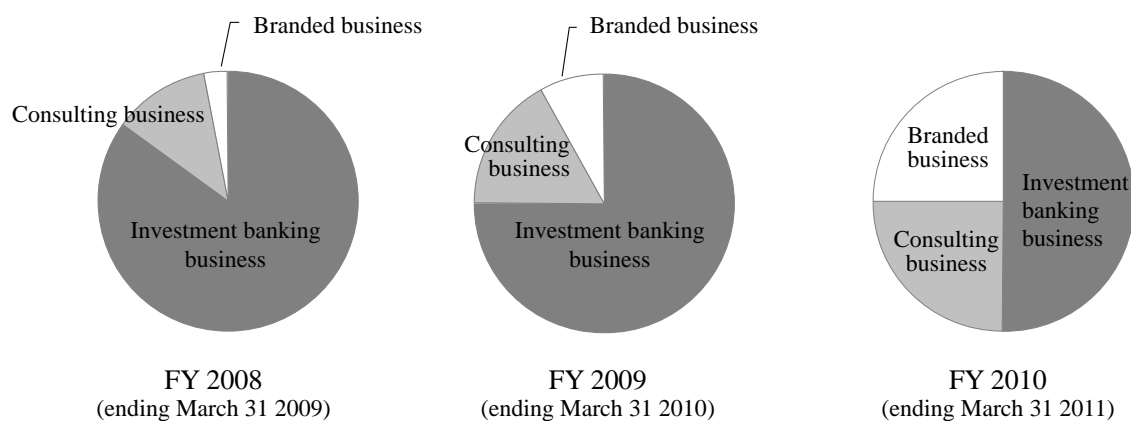 Branded business
Consulting business
Investment banking
business
FY 2008
(ending March 31 2009)
Branded business
Consulting
business
Investment banking
business
FY 2009
(ending March 31 2010)
Branded
business
Investment
banking
business
Consulting
business
FY 2010
(ending March 31 2011)